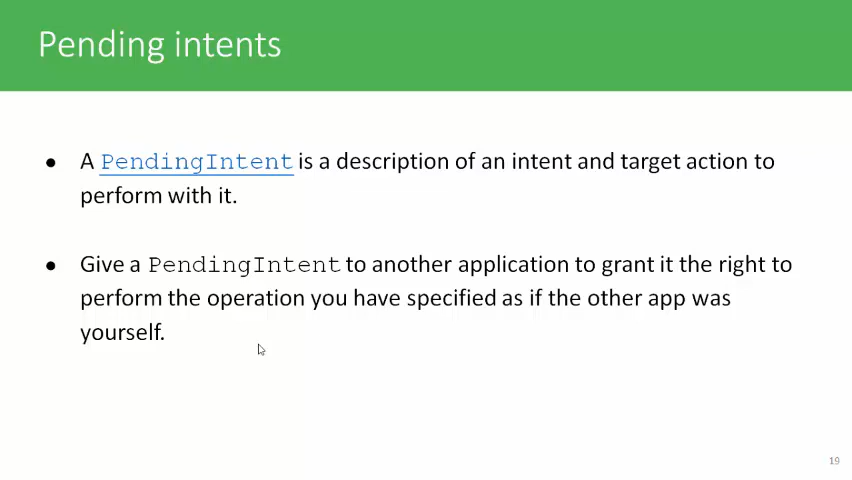 Pending intents
● A PendingIntent is a description of an intent and target action to
perform with it.
● Give a PendingIntent to another application to grant it the right to
perform the operation you have specified as if the other app was
yourself.
19